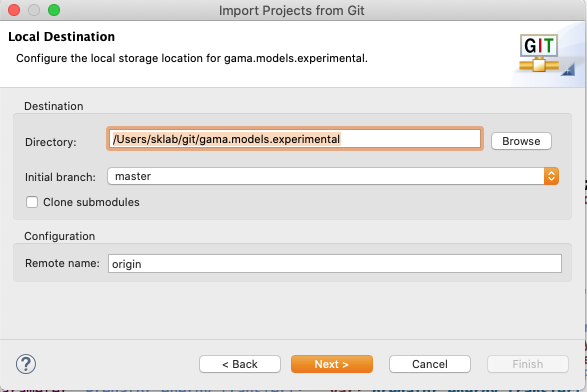 Import Projects from Git
Local Destination
Configure the local storage location for gama.models.experimental.
GIT
Destination
Directory: /Users/sklab/git/gama.models.experimental Browse
Initial branch: master
Clone submodules
Configuration
Remote name: origin
? < Back Next > Cancel Finish